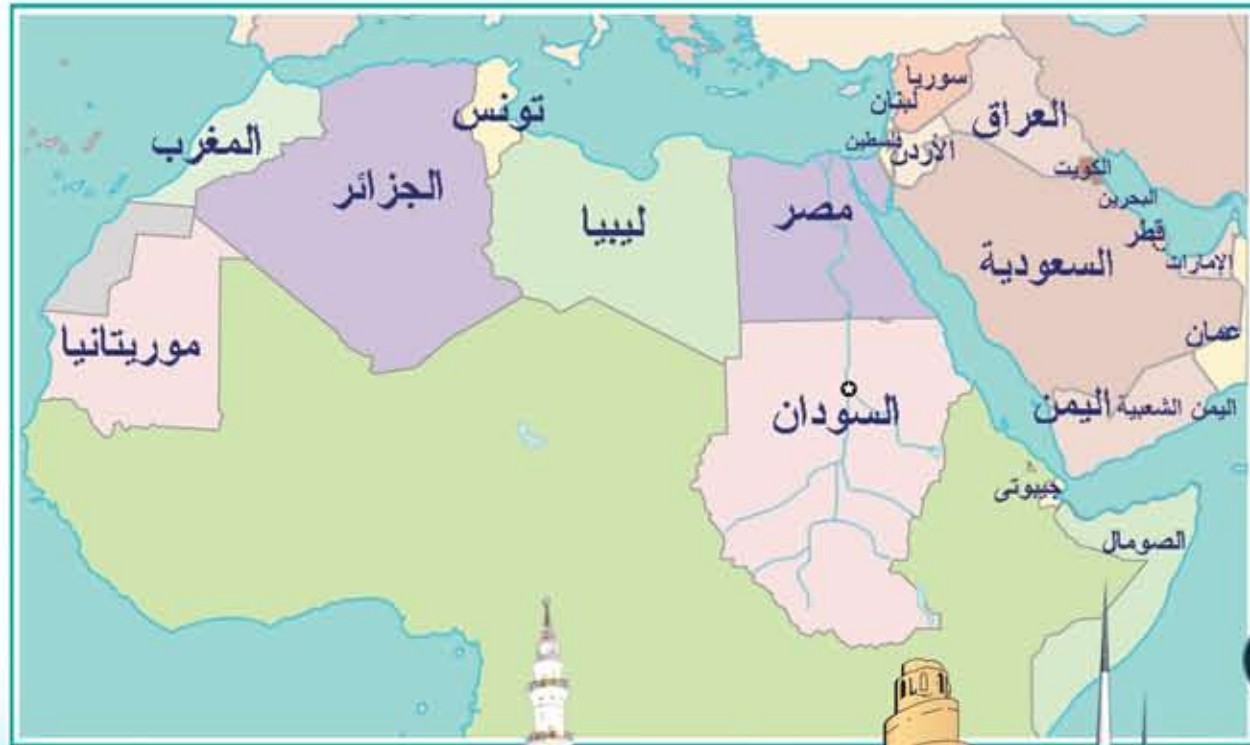 سوريا
لبنان
العراق
فلسطين
الأردن
تونس
المغرب
الجزائر
ليبيا
مصر
الكويت
البحرين
قطر
السعودية
الإمارات
موريتانيا
عمان
السودان
اليمن
اليمن الشعبية
جيبوتى
الصومال